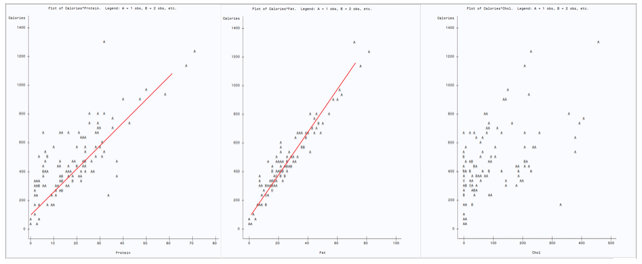 Plot of Calories*Protein. Legend: A = 1 obs, B = 2 obs, etc.
Calories
1400
1200
1000
800
600
400
200
0
0 10 20 30 40 50 60 70 80
Protein
Plot of Calories*Fat. Legend: A = 1 obs, B = 2 obs, etc.
Calories
1400
1200
1000
800
600
400
200
0
0 20 40 60 80 100
Fat
Plot of Calories*Chol. Legend: A = 1 obs, B = 2 obs, etc.
Calories
1400
1200
1000
800
600
400
200
0
0 100 200 300 400 500
Chol